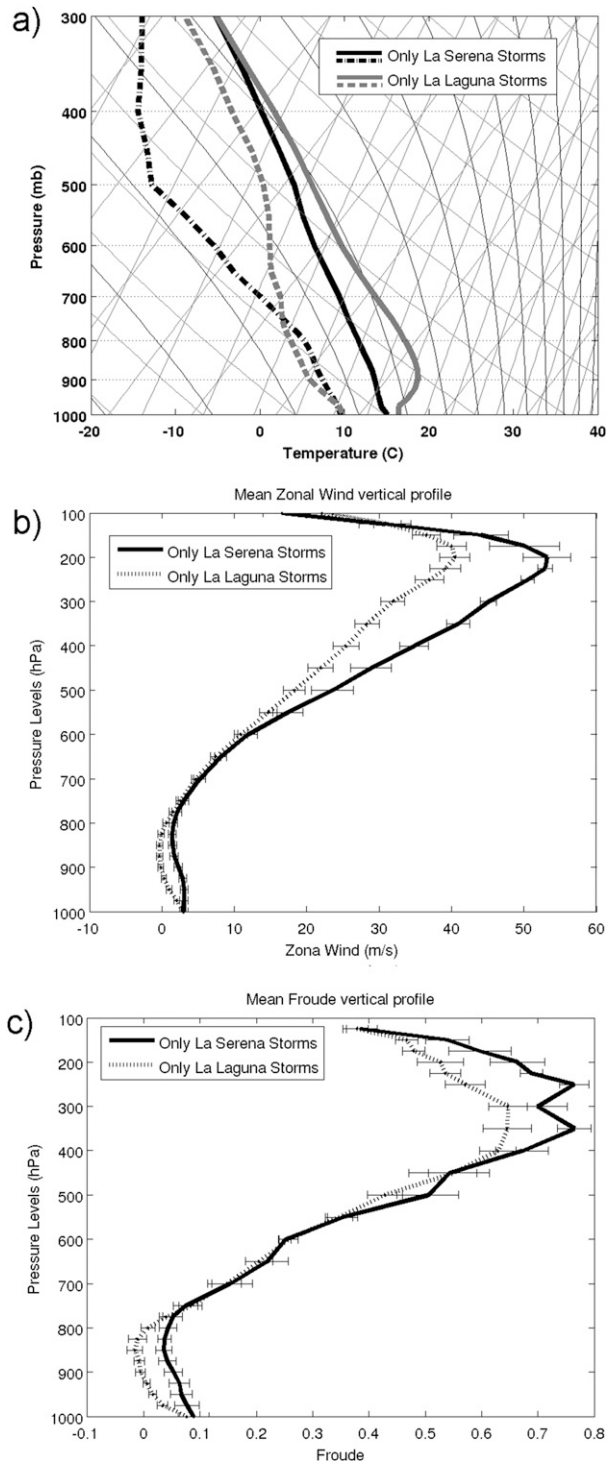 a)
300
400
500
600
700
800
900
1000
Pressure (mb)
Only La Serena Storms
Only La Laguna Storms
-20 -10 0 10 20 30 40
Temperature (C)
b)
Mean Zonal Wind vertical profile
100
200
300
400
500
600
700
800
900
1000
Pressure Levels (hPa)
Only La Serena Storms
Only La Laguna Storms
-10 0 10 20 30 40 50 60
Zona Wind (m/s)
c)
Mean Froude vertical profile
100
200
300
400
500
600
700
800
900
1000
Pressure Levels (hPa)
Only La Serena Storms
Only La Laguna Storms
-0.1 0 0.1 0.2 0.3 0.4 0.5 0.6 0.7 0.8
Froude